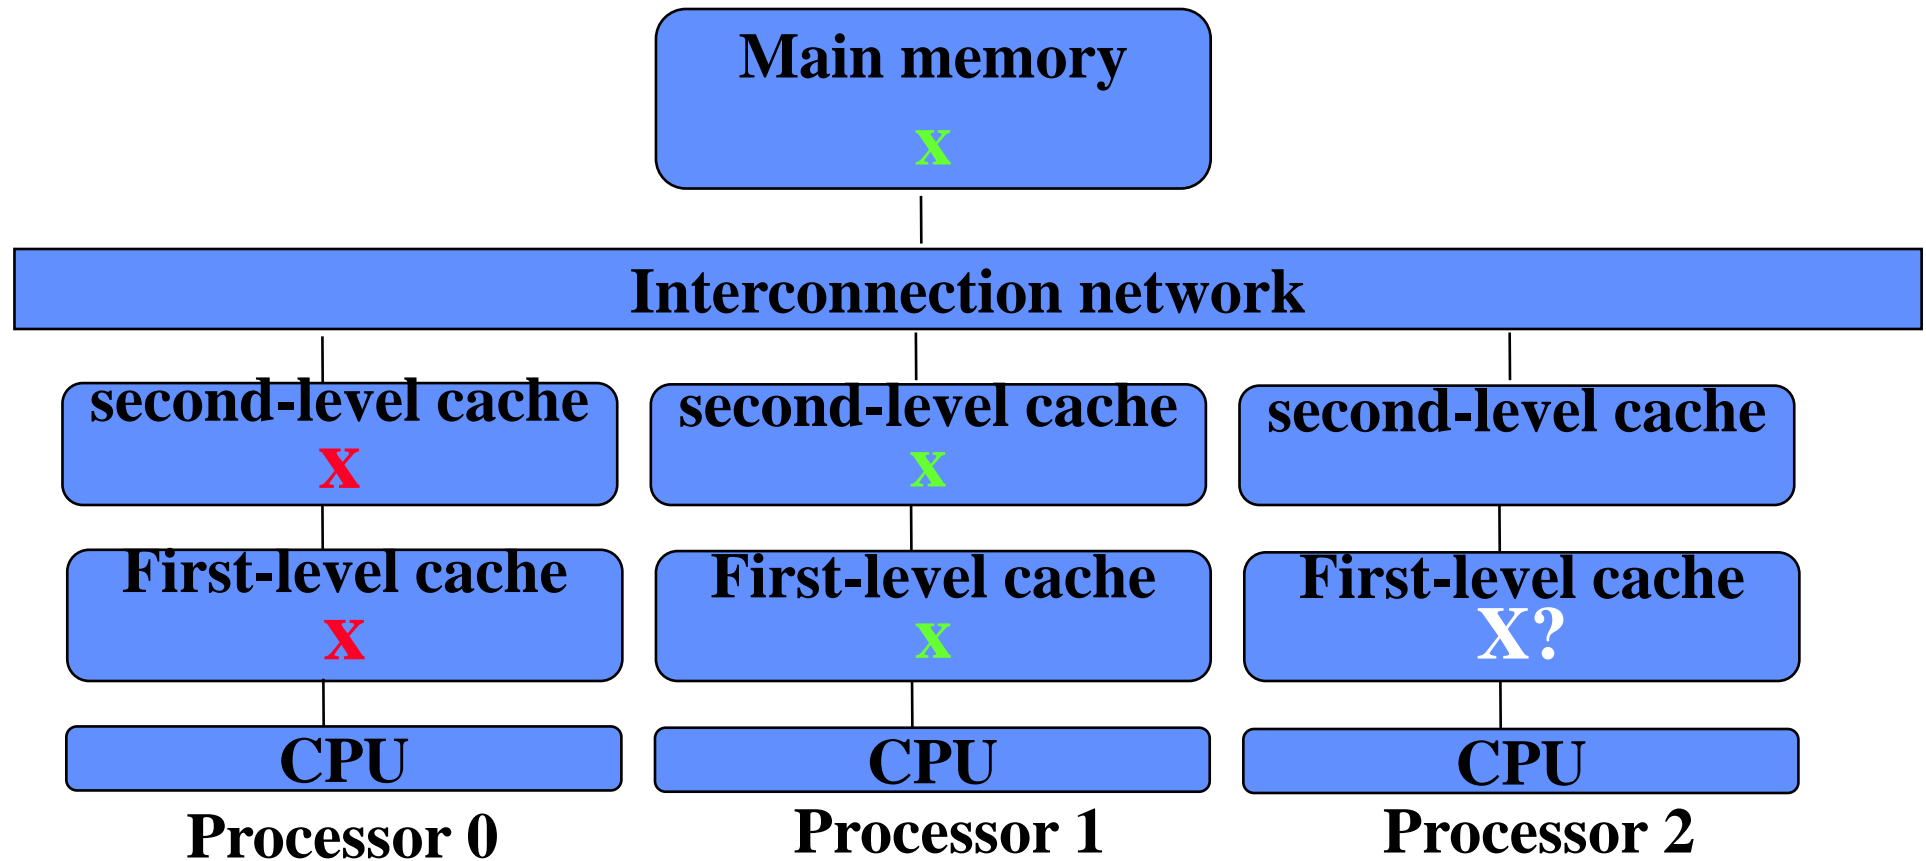 Main memory
x
Interconnection network
second-level cache
x
second-level cache
x
second-level cache
First-level cache
x
First-level cache
x
First-level cache
X?
CPU
CPU
CPU
Processor 0
Processor 1
Processor 2